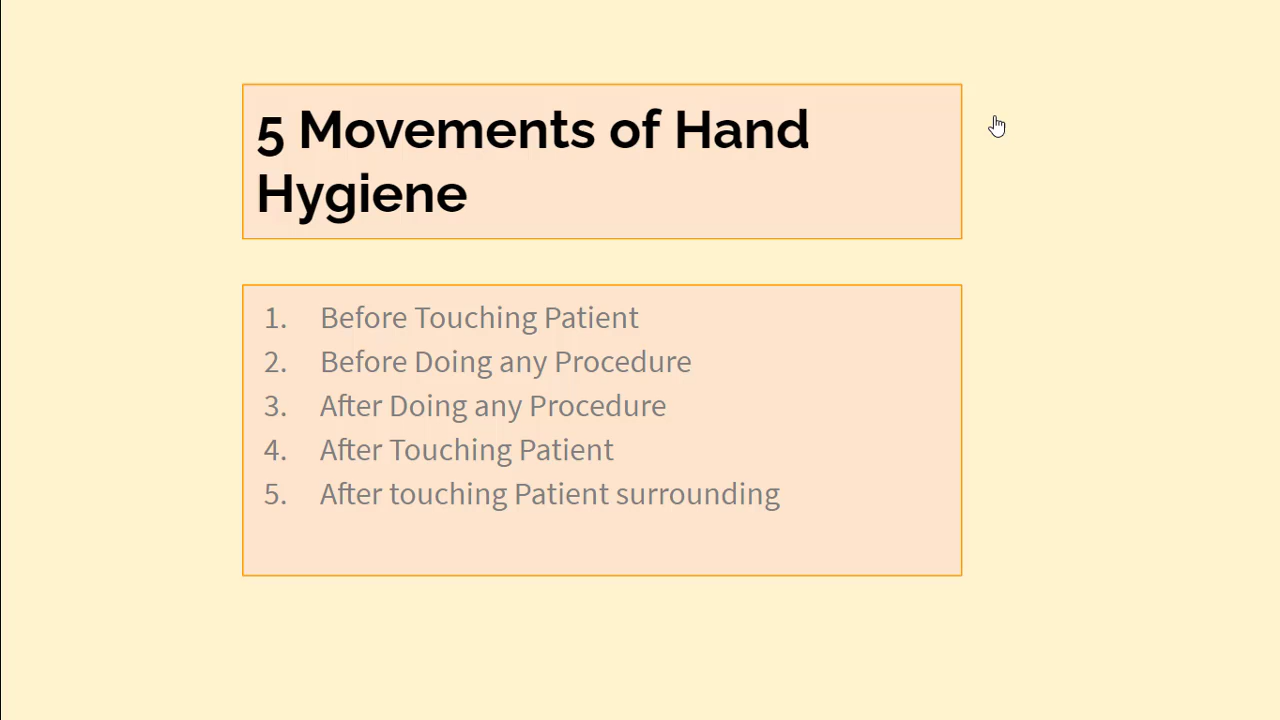 5 Movements of Hand
Hygiene
1. Before Touching Patient
2. Before Doing any Procedure
3. After Doing any Procedure
4. After Touching Patient
5. After touching Patient surrounding